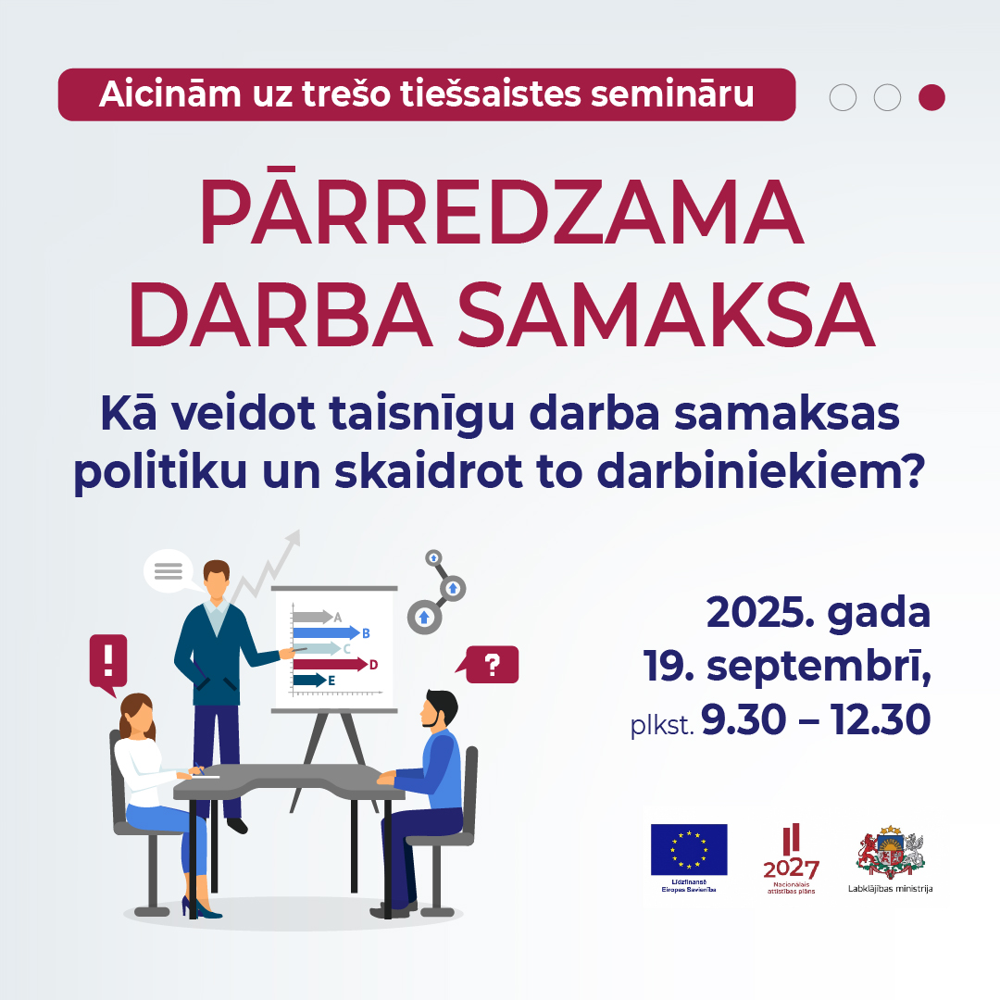 Aicinām uz trešo tiešsaistes semināru
PĀRREDZAMA
DARBA SAMAKSA
Kā veidot taisnīgu darba samaksas
politiku un skaidrot to darbiniekiem?
!
A
B
C
D
E
?
2025. gada
19. septembrī,
plkst. 9.30 – 12.30
Līdzfinansē
Eiropas Savienība
2027
Nacionālais
attīstības plāns
Labklājības ministrija